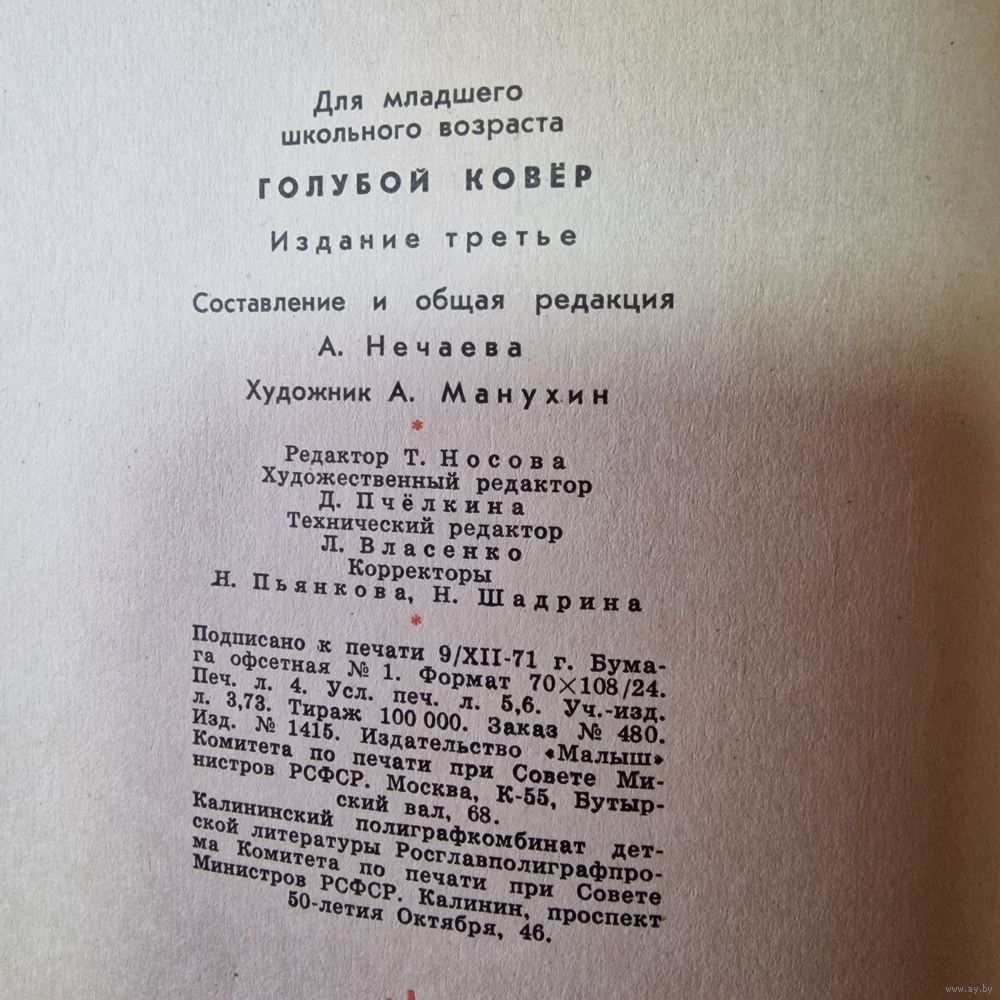 Для младшего
школьного возраста
ГОЛУБОЙ КОВЁР
Издание третье
Составление и общая редакция
А. Нечаева
Художник А. Манухин
*
Редактор Т. Носова
Художественный редактор
Д. Пчёлкина
Технический редактор
Л. Власенко
Корректоры
Н. Пьянкова, Н. Шадрина
*
Подписано к печати 9/XII-71 г. Бума-
га офсетная № 1. Формат 70×108/24.
Печ. л. 4. Усл. печ. л. 5,6. Уч.-изд.
л. 3,73. Тираж 100 000. Заказ № 480.
Изд. № 1415. Издательство «Малыш»
Комитета по печати при Совете Ми-
нистров РСФСР. Москва, К-55, Бутыр-
ский вал, 68.
Калининский полиграфкомбинат дет-
ской литературы Росглавполиграфпро-
ма Комитета по печати при Совете
Министров РСФСР. Калинин, проспект
50-летия Октября, 46.
www.ay.by